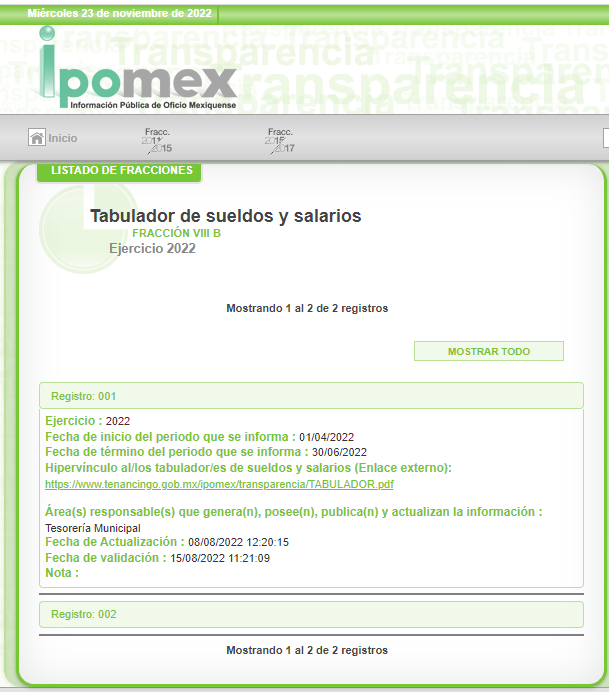 Miércoles 23 de noviembre de 2022
ipomex
Información Pública de Oficio Mexiquense
Transparencia
Inicio
Fracc.
2015
Fracc.
2017
LISTADO DE FRACCIONES
Tabulador de sueldos y salarios
FRACCIÓN VIII B
Ejercicio 2022
Mostrando 1 al 2 de 2 registros
MOSTRAR TODO
Registro: 001
Ejercicio : 2022
Fecha de inicio del periodo que se informa : 01/04/2022
Fecha de término del periodo que se informa : 30/06/2022
Hipervínculo al/los tabulador/es de sueldos y salarios (Enlace externo):
https://www.tenancingo.gob.mx/ipomex/transparencia/TABULADOR.pdf
Área(s) responsable(s) que genera(n), posee(n), publica(n) y actualizan la información :
Tesorería Municipal
Fecha de Actualización : 08/08/2022 12:20:15
Fecha de validación : 15/08/2022 11:21:09
Nota :
Registro: 002
Mostrando 1 al 2 de 2 registros